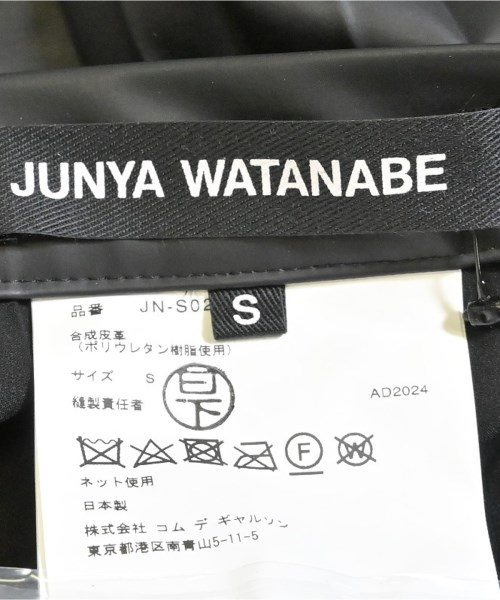 JUNYA WATANABE
S
品番 JN-S02
合成皮革
(ポリウレタン樹脂使用)
サイズ S
縫製責任者 白下
AD2024
F W
ネット使用
日本製
株式会社 コム デ ギャルソン
東京都港区南青山5-11-5